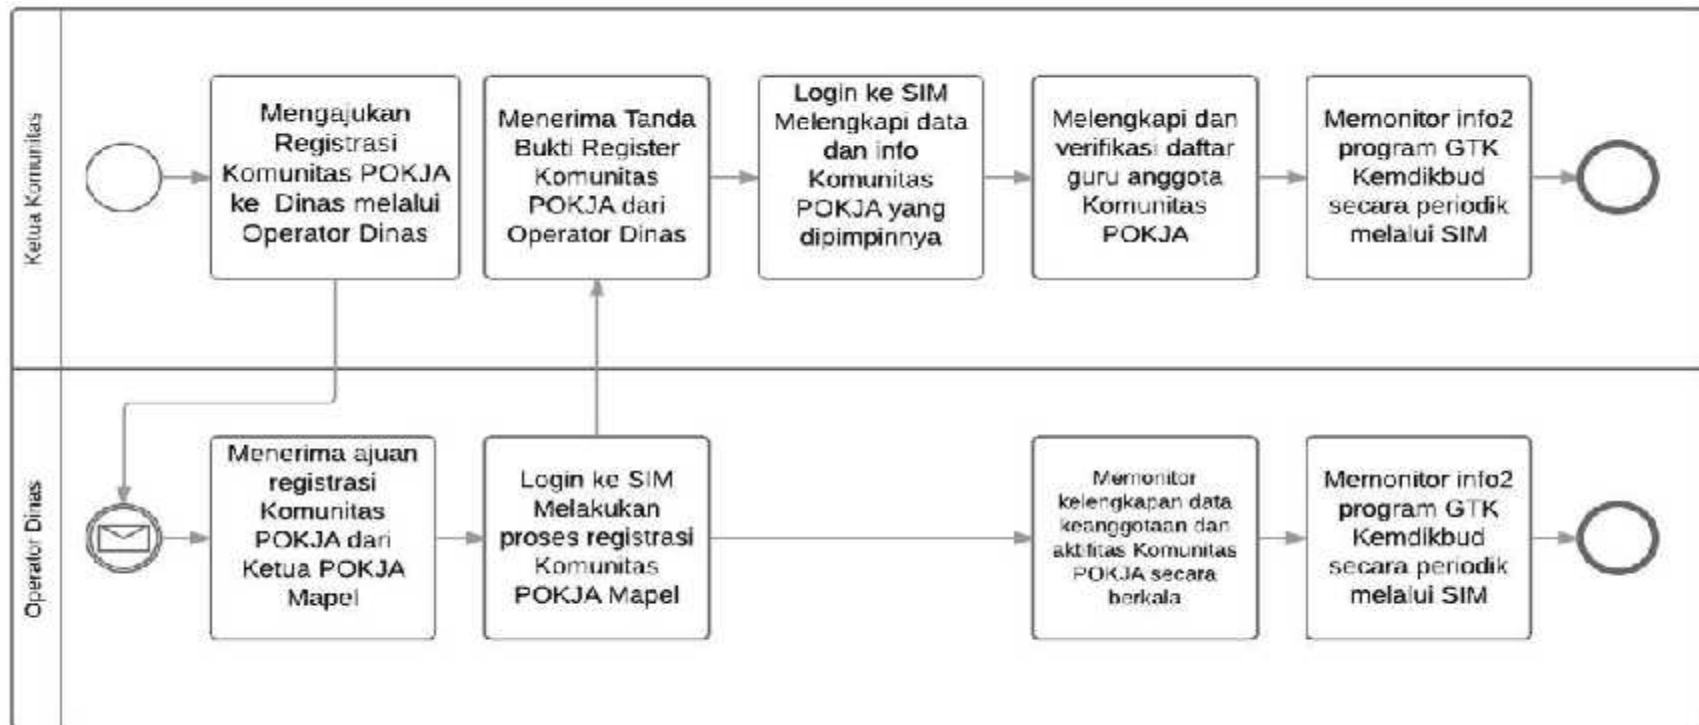 Ketua Komunitas
Mengajukan
Registrasi
Komunitas POKJA
ke Dinas melalui
Operator Dinas
Menerima Tanda
Bukti Register
Komunitas
POKJA dari
Operator Dinas
Login ke SIM
Melengkapi data
dan info
Komunitas
POKJA yang
dipimpinnya
Melengkapi dan
verifikasi daftar
guru anggota
Komunitas
POKJA
Memonitor info2
program GTK
Kemdikbud
secara periodik
melalui SIM
Operator Dinas
Menerima ajuan
registrasi
Komunitas
POKJA dari
Ketua POKJA
Mapel
Login ke SIM
Melakukan
proses registrasi
Komunitas
POKJA Mapel
Memonitor
kelengkapan data
keanggotaan dan
aktifitas Komunitas
POKJA secara
berkala
Memonitor info2
program GTK
Kemdikbud
secara periodik
melalui SIM